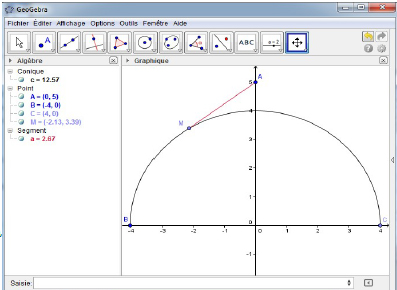 GeoGebra
Fichier Éditer Affichage Options Outils Fenêtre Aide
A ABC a=2
Algèbre
Graphique
Conique
c = 12.57
Point
A = (0, 5)
B = (-4, 0)
C = (4, 0)
M = (-2.13, 3.39)
Segment
a = 2.67
A
5
M
4
3
2
1
B C
-4 -3 -2 -1 0 0 1 2 3 4
-1
Saisie: